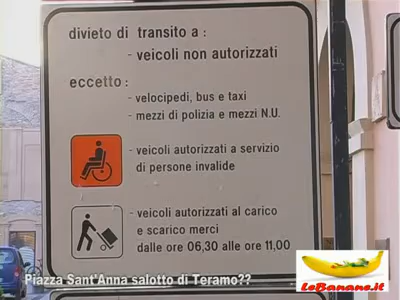 divieto di transito a :
- veicoli non autorizzati
eccetto :
- velocipedi, bus e taxi
- mezzi di polizia e mezzi N.U.
- veicoli autorizzati a servizio
di persone invalide
- veicoli autorizzati al carico
e scarico merci
dalle ore 06,30 alle ore 11,00
Piazza Sant'Anna salotto di Teramo??
LeBanane.it